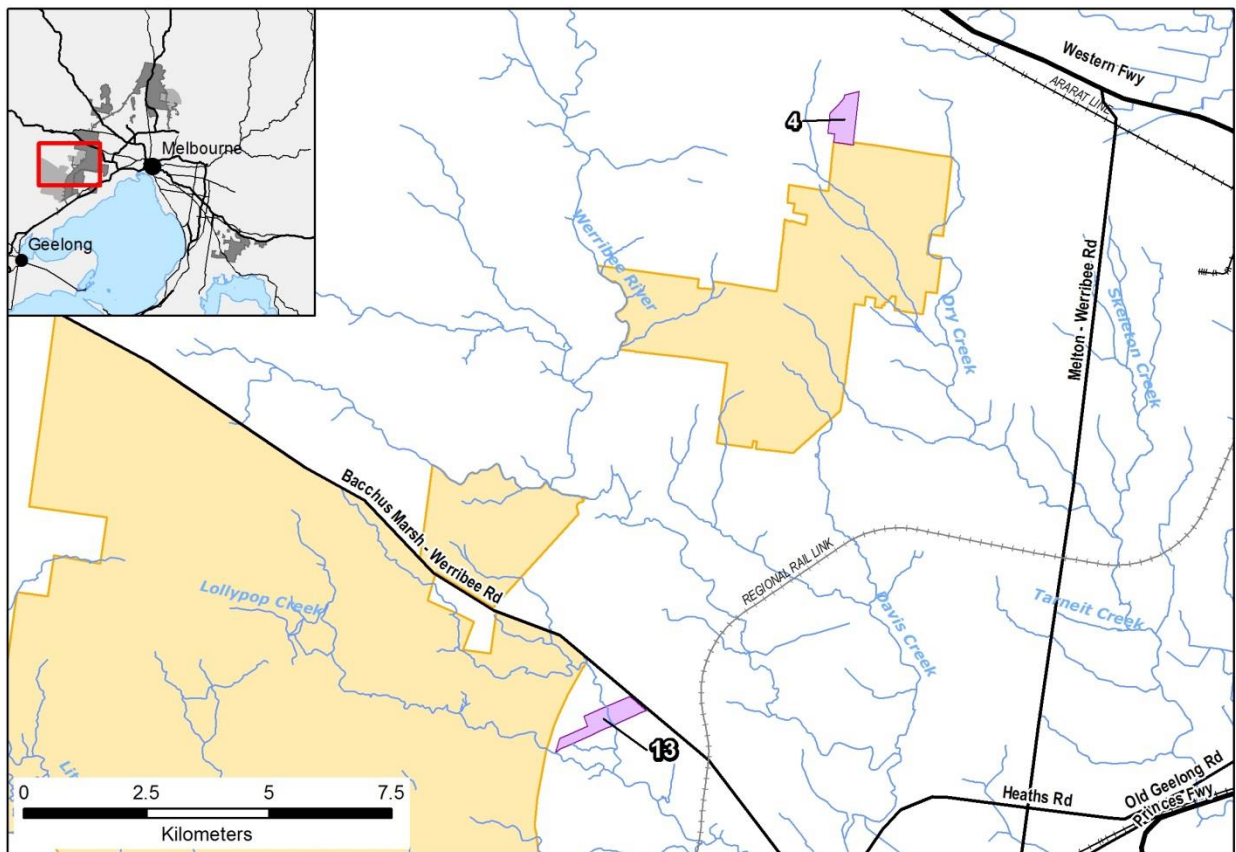 Melbourne
Geelong
Western Fwy
ARARAT LINE
4
Werribee River
Melton - Werribee Rd
Skeleton Creek
Dry Creek
Bacchus Marsh - Werribee Rd
REGIONAL RAIL LINK
Lollypop Creek
Davis Creek
Tarneit Creek
13
0 2.5 5 7.5
Kilometers
Heaths Rd
Old Geelong Rd
Princes Fwy